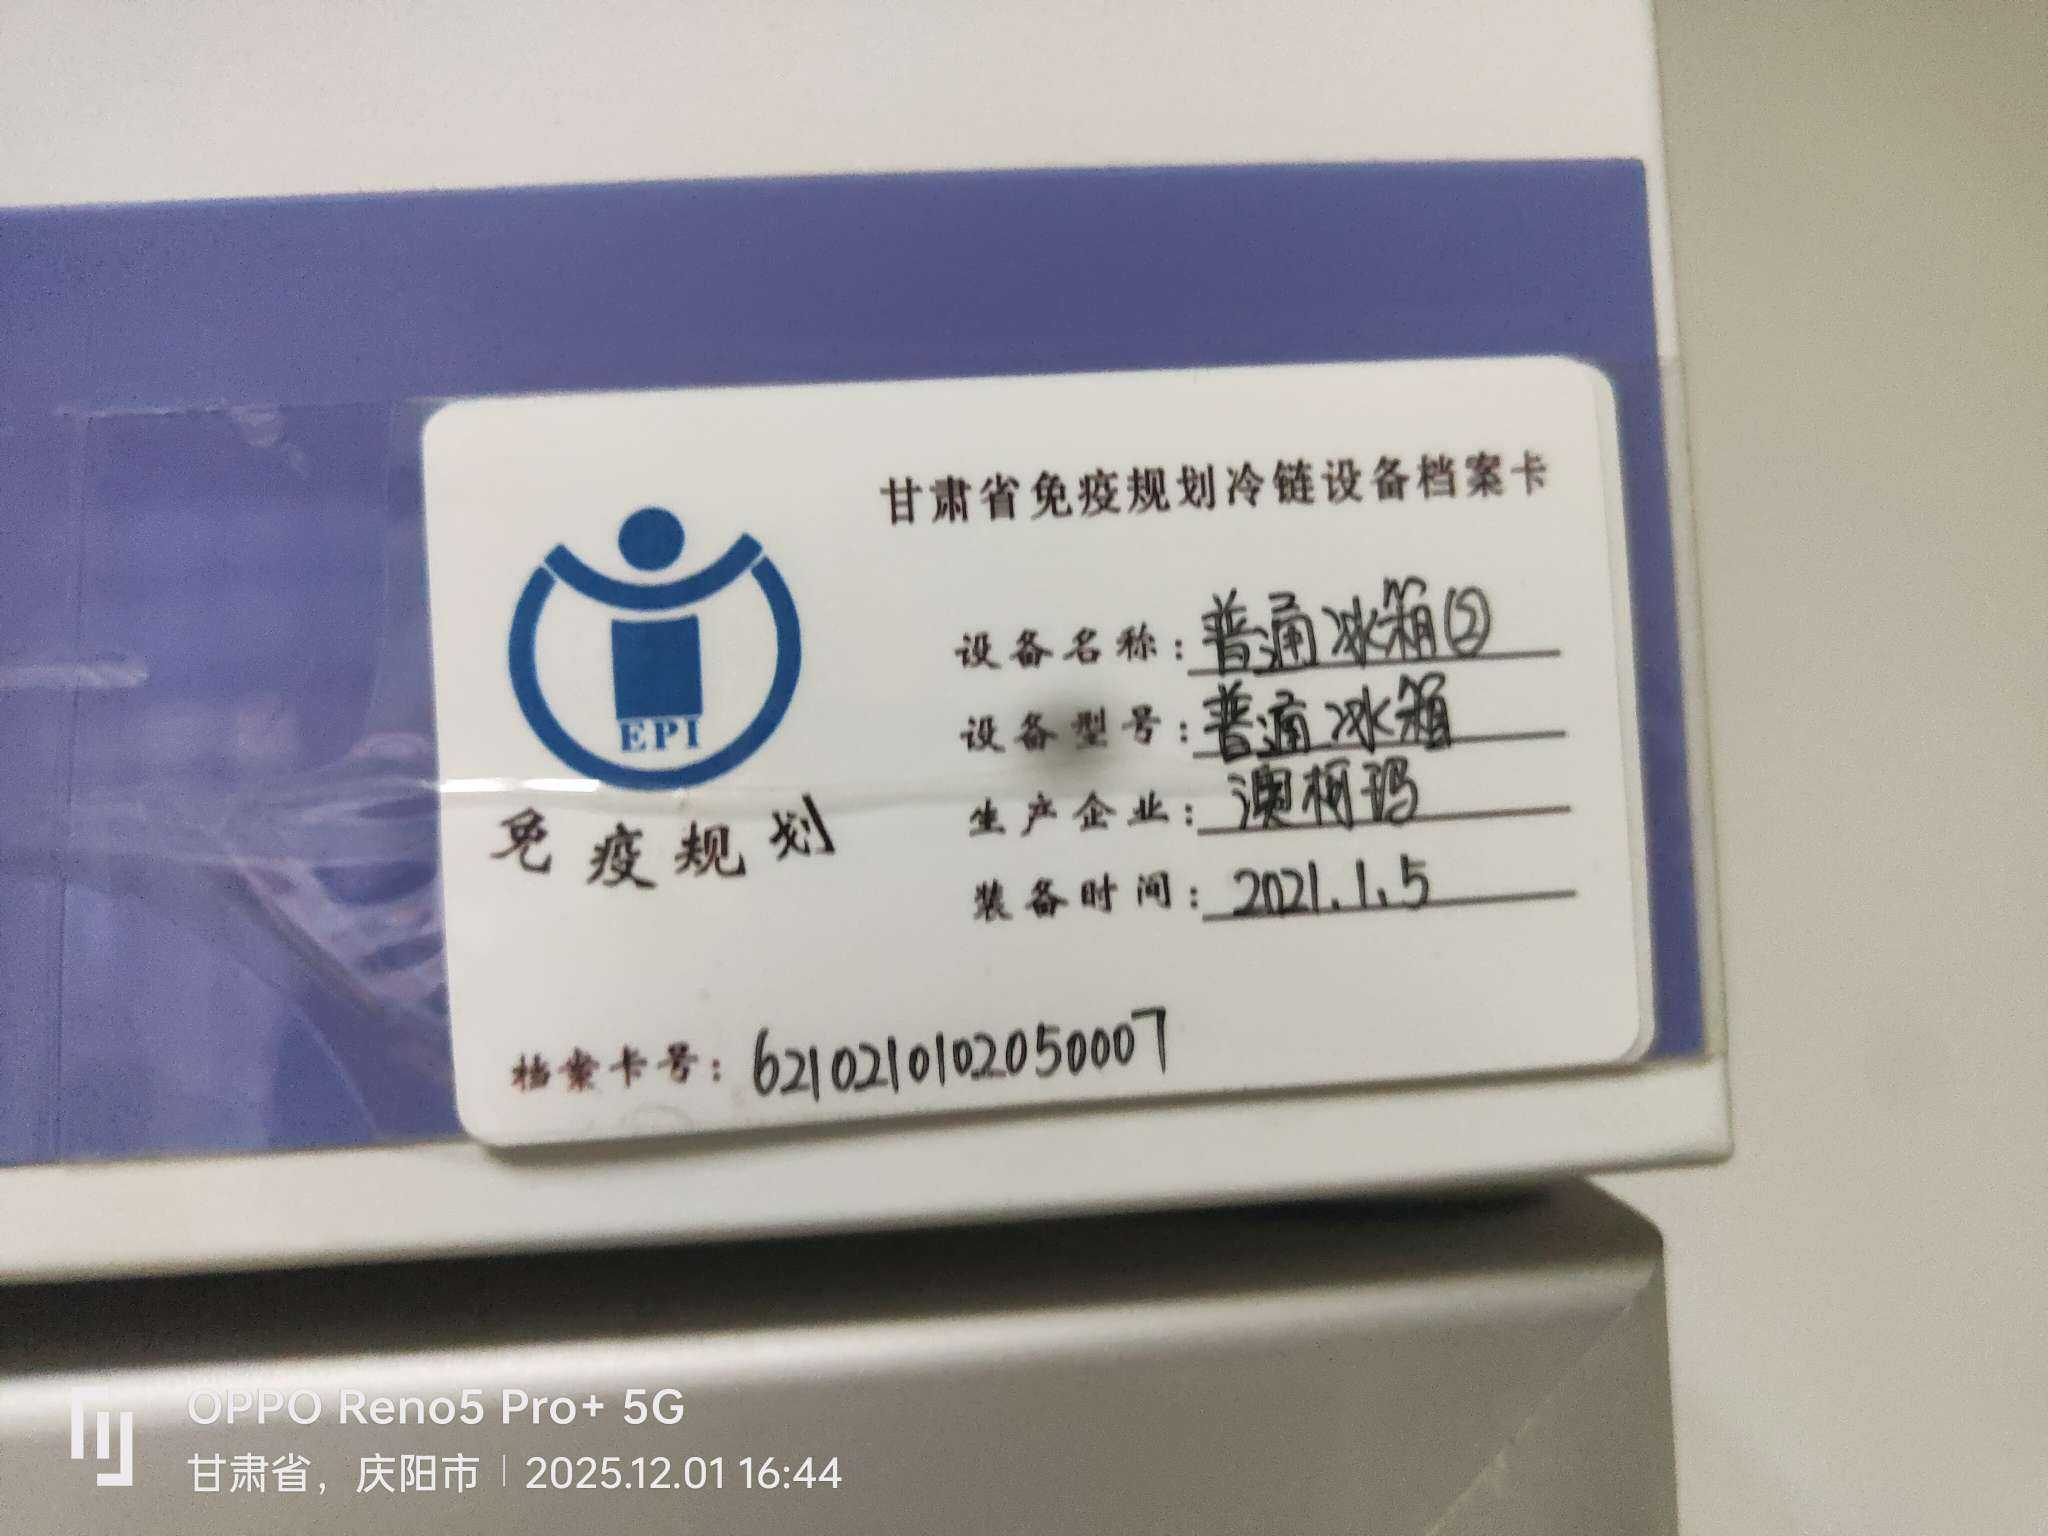 甘肃省免疫规划冷链设备档案卡
设备名称：普通冰箱②
设备型号：普通冰箱
生产企业：澳柯玛
装备时间：2021.1.5
EPI
免疫规划
档案卡号：6210210102050007
OPPO Reno5 Pro+ 5G
甘肃省，庆阳市 | 2025.12.01 16:44